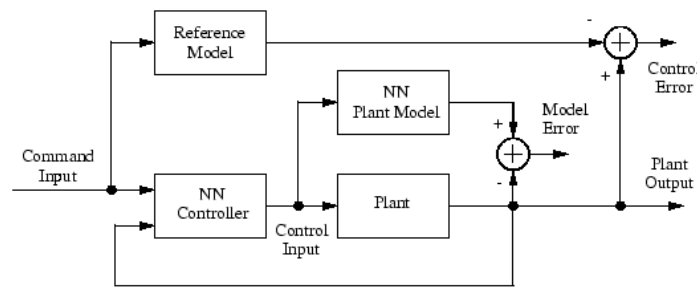 Reference
Model
-
+
Control
Error
NN
Plant Model
Model
Error
+
-
Command
Input
NN
Controller
Control
Input
Plant
Plant
Output